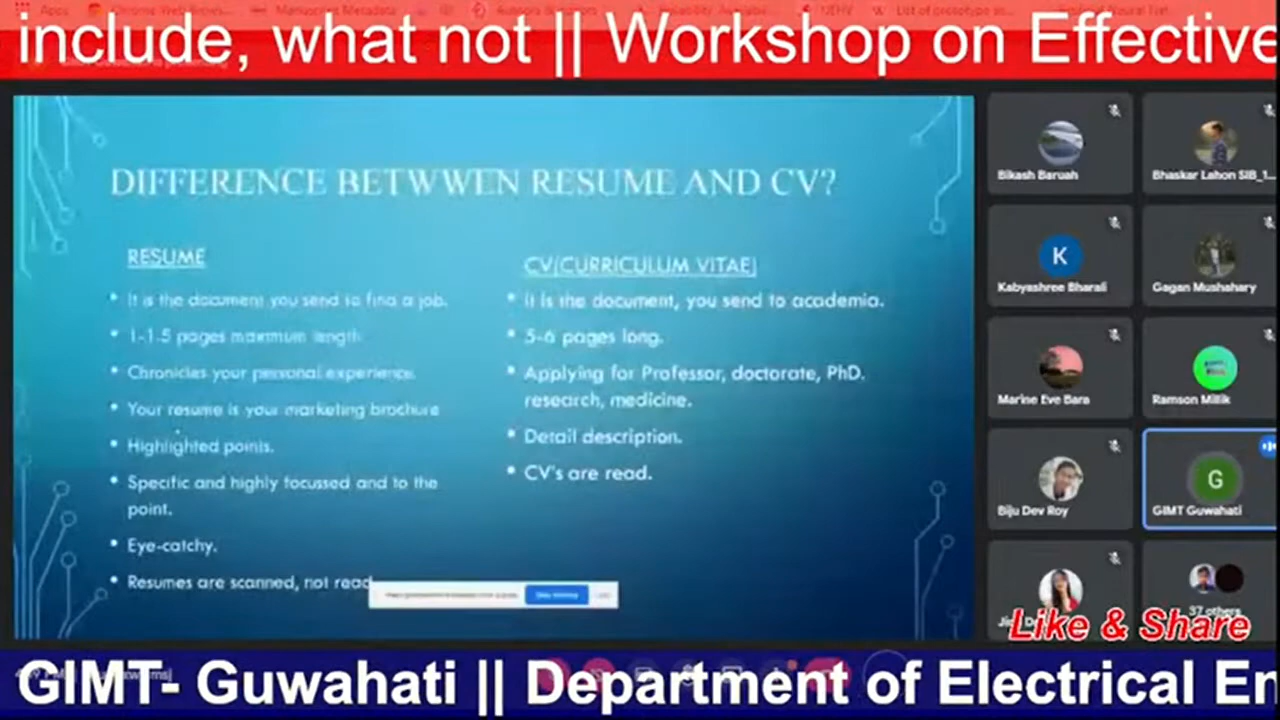 Apps
include, what not || Workshop on Effective
DIFFERENCE BETWWEN RESUME AND CV?
RESUME
• It is the document you send to find a job.
• 1-1.5 pages maximum length
• Chronicles your personal experience.
• Your resume is your marketing brochure
• Highlighted points.
• Specific and highly focussed and to the
point.
• Eye-catchy.
• Resumes are scanned, not read
CV(CURRICULUM VITAE)
• It is the document, you send to academia.
• 5-6 pages long.
• Applying for Professor, doctorate, PhD.
research, medicine.
• Detail description.
• CV's are read.
Bikash Baruah
Bhaskar Lahon SIB_1...
K
Kabyashree Bharali
Gagan Mushahary
Marine Eve Bara
Ramson Millik
Biju Dev Roy
G
GIMT Guwahati
37 others
Like & Share
GIMT- Guwahati || Department of Electrical En